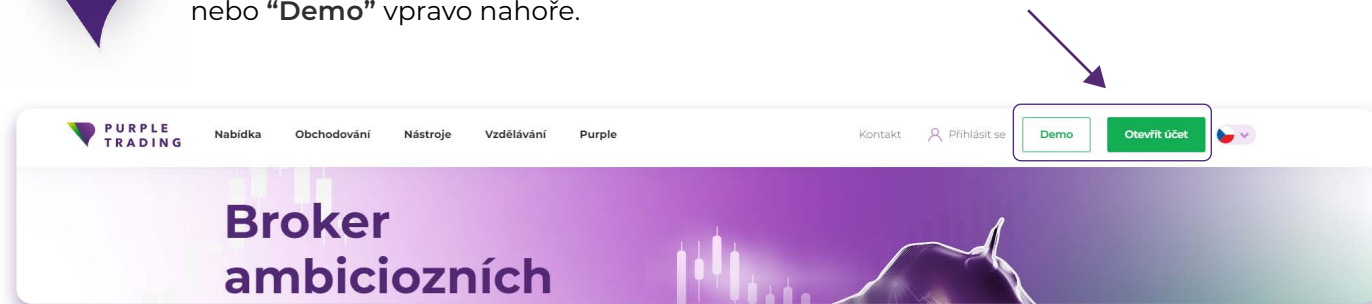 nebo “Demo” vpravo nahoře.
PURPLE
TRADING
Nabídka Obchodování Nástroje Vzdělávání Purple Kontakt Přihlásit se Demo Otevřít účet
Broker
ambiciozních